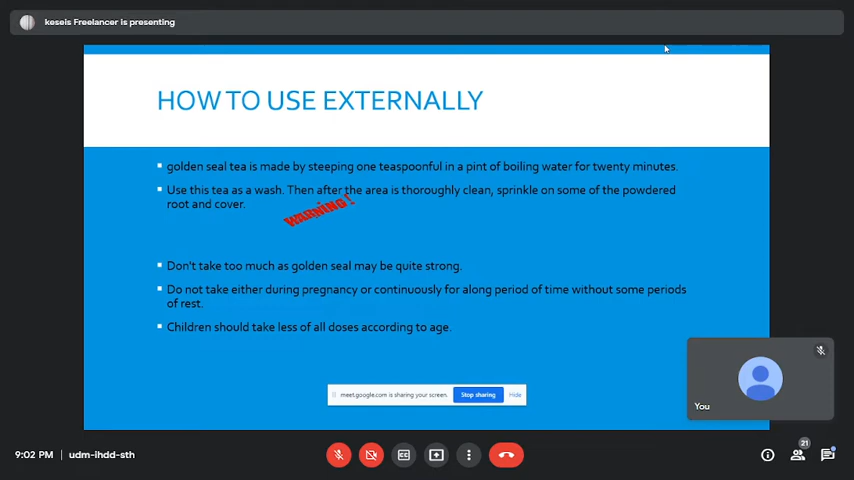 keseis Freelancer is presenting
HOW TO USE EXTERNALLY
golden seal tea is made by steeping one teaspoonful in a pint of boiling water for twenty minutes.
Use this tea as a wash. Then after the area is thoroughly clean, sprinkle on some of the powdered
root and cover.
WARNING!
Don't take too much as golden seal may be quite strong.
Do not take either during pregnancy or continuously for along period of time without some periods
of rest.
Children should take less of all doses according to age.
meet.google.com is sharing your screen. Stop sharing Hide
You
9:02 PM | udm-ihdd-sth
CC
21